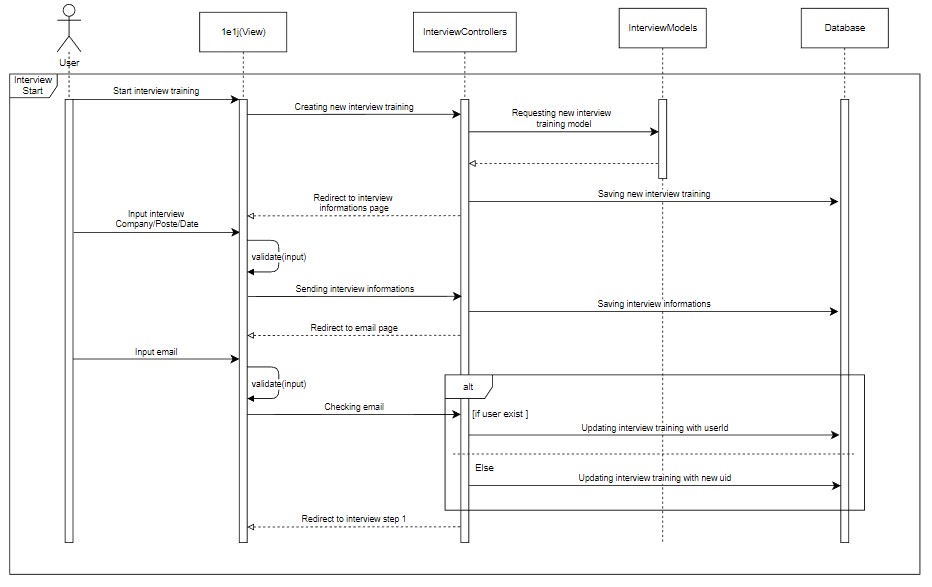 1e1j(View)
InterviewControllers
InterviewModels
Database
User
Interview
Start
Start interview training
Creating new interview training
Requesting new interview
training model
Saving new interview training
Redirect to interview
informations page
Input interview
Company/Poste/Date
validate(input)
Sending interview informations
Saving interview informations
Redirect to email page
Input email
validate(input)
alt
Checking email
[if user exist ]
Updating interview training with userId
Else
Updating interview training with new uid
Redirect to interview step 1